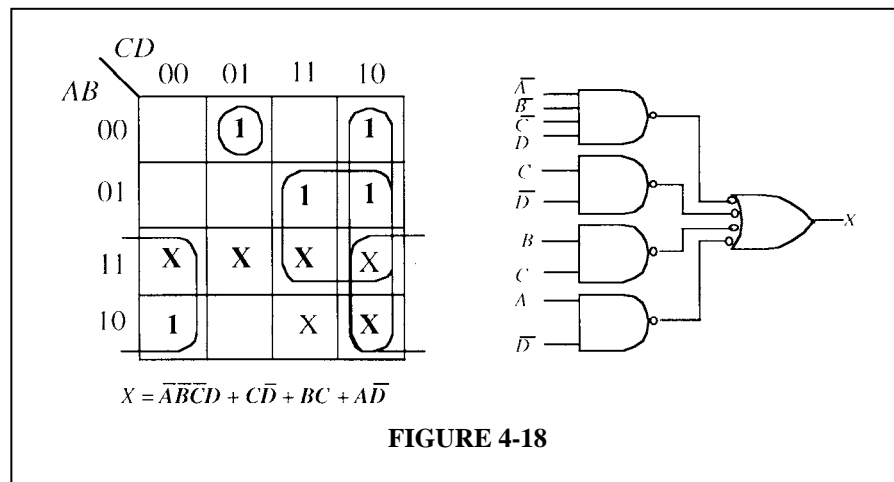 CD
00 01 11 10
AB
00 1 1
01 1 1
11 X X X X
10 1 X X
X = A̅B̅C̅D + CD̅ + BC + AD̅
A̅
B̅
C̅
D
C
D̅
B
C
A
D̅
X
FIGURE 4-18